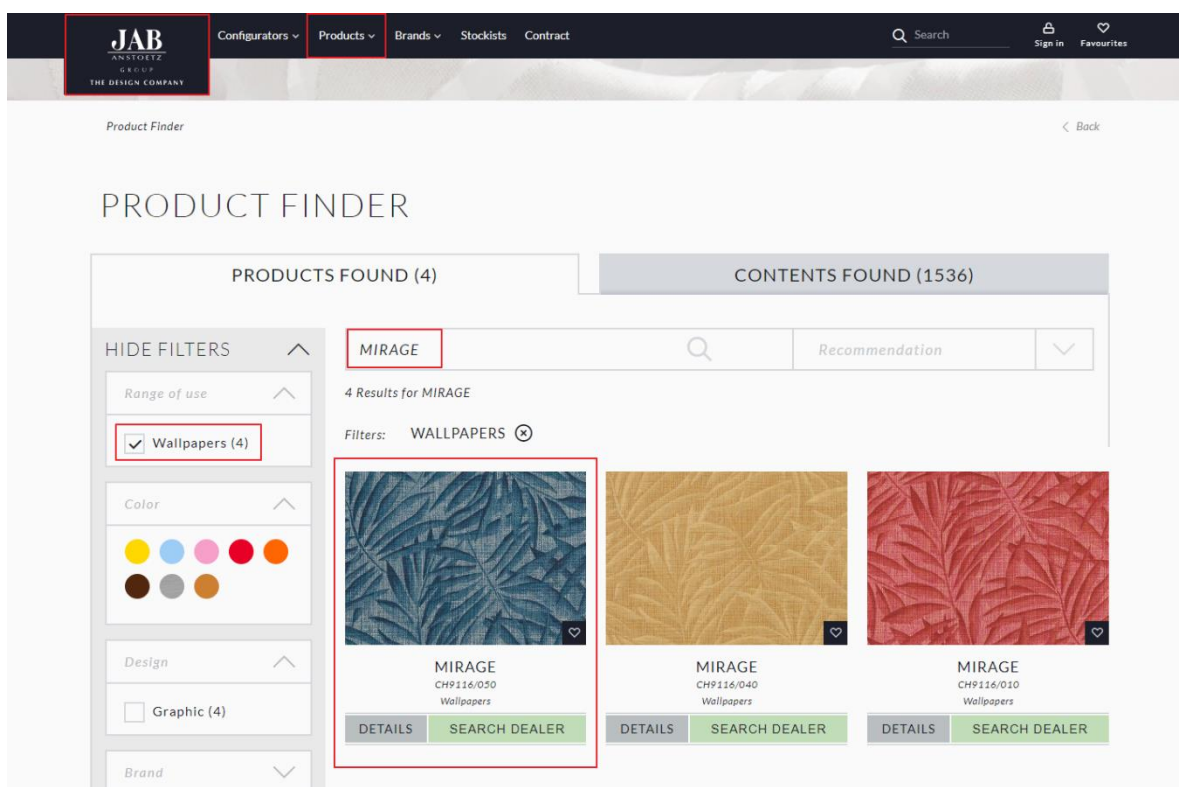 JAB
ANSTOETZ
GROUP
THE DESIGN COMPANY
Configurators
Products
Brands
Stockists
Contract
Search
Sign in
Favourites
Product Finder
Back
PRODUCT FINDER
PRODUCTS FOUND (4)
CONTENTS FOUND (1536)
HIDE FILTERS
Range of use
Wallpapers (4)
Color
Design
Graphic (4)
Brand
MIRAGE
Recommendation
4 Results for MIRAGE
Filters: WALLPAPERS
MIRAGE
CH9116/050
Wallpapers
DETAILS
SEARCH DEALER
MIRAGE
CH9116/040
Wallpapers
DETAILS
SEARCH DEALER
MIRAGE
CH9116/010
Wallpapers
DETAILS
SEARCH DEALER